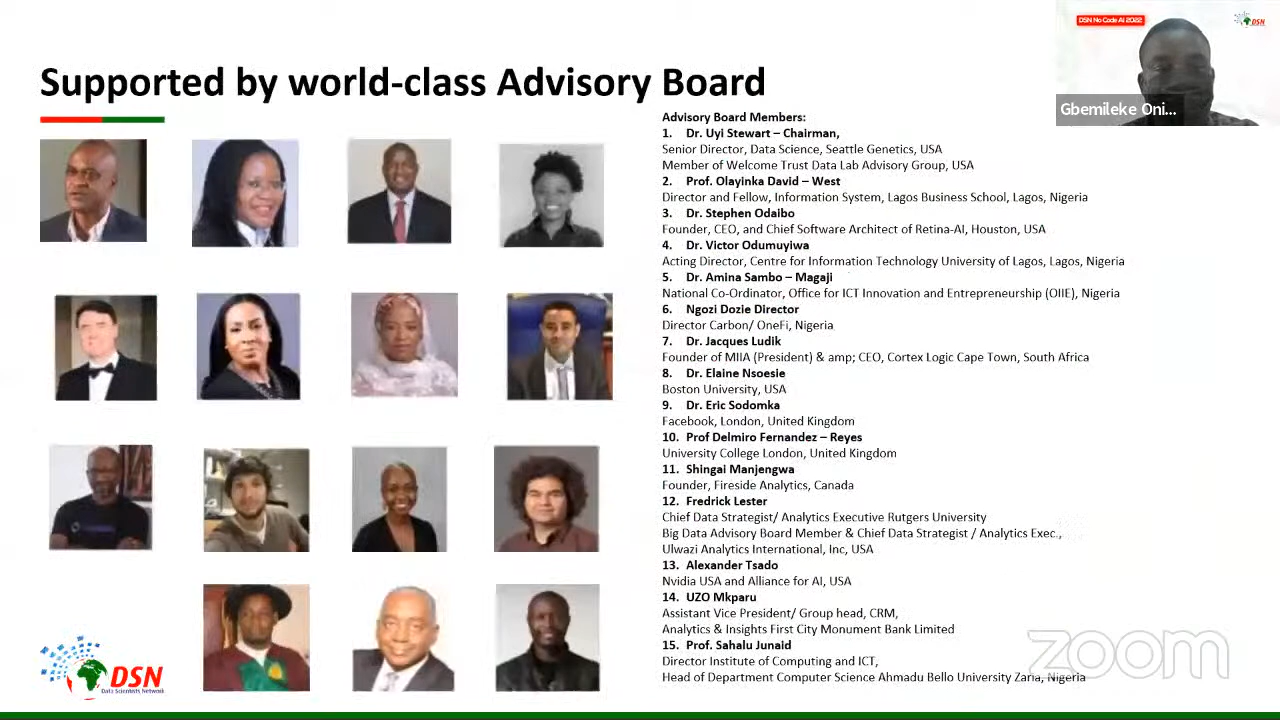 DSN No Code AI 2022
DSN
Gbemileke Oni...
Supported by world-class Advisory Board
Advisory Board Members:
1. Dr. Uyi Stewart – Chairman,
Senior Director, Data Science, Seattle Genetics, USA
Member of Welcome Trust Data Lab Advisory Group, USA
2. Prof. Olayinka David – West
Director and Fellow, Information System, Lagos Business School, Lagos, Nigeria
3. Dr. Stephen Odaibo
Founder, CEO, and Chief Software Architect of Retina-AI, Houston, USA
4. Dr. Victor Odumuyiwa
Acting Director, Centre for Information Technology University of Lagos, Lagos, Nigeria
5. Dr. Amina Sambo – Magaji
National Co-Ordinator, Office for ICT Innovation and Entrepreneurship (OIIE), Nigeria
6. Ngozi Dozie Director
Director Carbon/ OneFi, Nigeria
7. Dr. Jacques Ludik
Founder of MIIA (President) & amp; CEO, Cortex Logic Cape Town, South Africa
8. Dr. Elaine Nsoesie
Boston University, USA
9. Dr. Eric Sodomka
Facebook, London, United Kingdom
10. Prof Delmiro Fernandez – Reyes
University College London, United Kingdom
11. Shingai Manjengwa
Founder, Fireside Analytics, Canada
12. Fredrick Lester
Chief Data Strategist/ Analytics Executive Rutgers University
Big Data Advisory Board Member & Chief Data Strategist / Analytics Exec.,
Ulwazi Analytics International, Inc, USA
13. Alexander Tsado
Nvidia USA and Alliance for AI, USA
14. UZO Mkparu
Assistant Vice President/ Group head, CRM,
Analytics & Insights First City Monument Bank Limited
15. Prof. Sahalu Junaid
Director Institute of Computing and ICT,
Head of Department Computer Science Ahmadu Bello University Zaria, Nigeria
DSN
Data Scientists Network
zoom